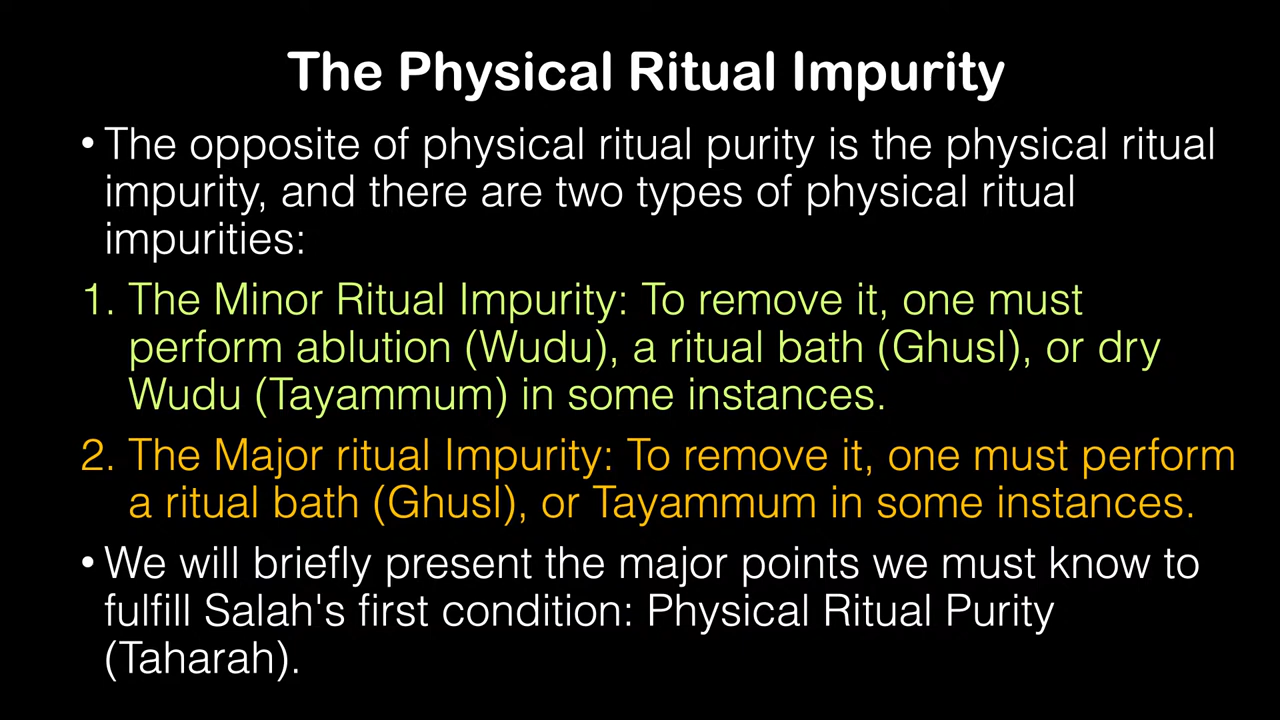 The Physical Ritual Impurity
• The opposite of physical ritual purity is the physical ritual
impurity, and there are two types of physical ritual
impurities:
1. The Minor Ritual Impurity: To remove it, one must
perform ablution (Wudu), a ritual bath (Ghusl), or dry
Wudu (Tayammum) in some instances.
2. The Major ritual Impurity: To remove it, one must perform
a ritual bath (Ghusl), or Tayammum in some instances.
• We will briefly present the major points we must know to
fulfill Salah's first condition: Physical Ritual Purity
(Taharah).